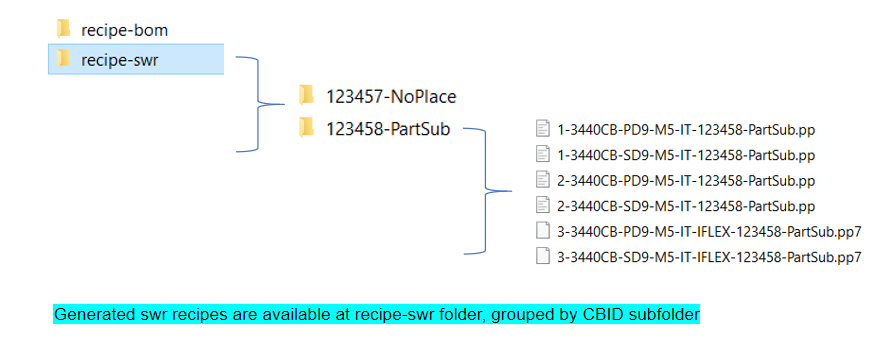 recipe-bom
recipe-swr
123457-NoPlace
123458-PartSub
1-3440CB-PD9-M5-IT-123458-PartSub.pp
1-3440CB-SD9-M5-IT-123458-PartSub.pp
2-3440CB-PD9-M5-IT-123458-PartSub.pp
2-3440CB-SD9-M5-IT-123458-PartSub.pp
3-3440CB-PD9-M5-IT-IFLEX-123458-PartSub.pp7
3-3440CB-SD9-M5-IT-IFLEX-123458-PartSub.pp7
Generated swr recipes are available at recipe-swr folder, grouped by CBID subfolder